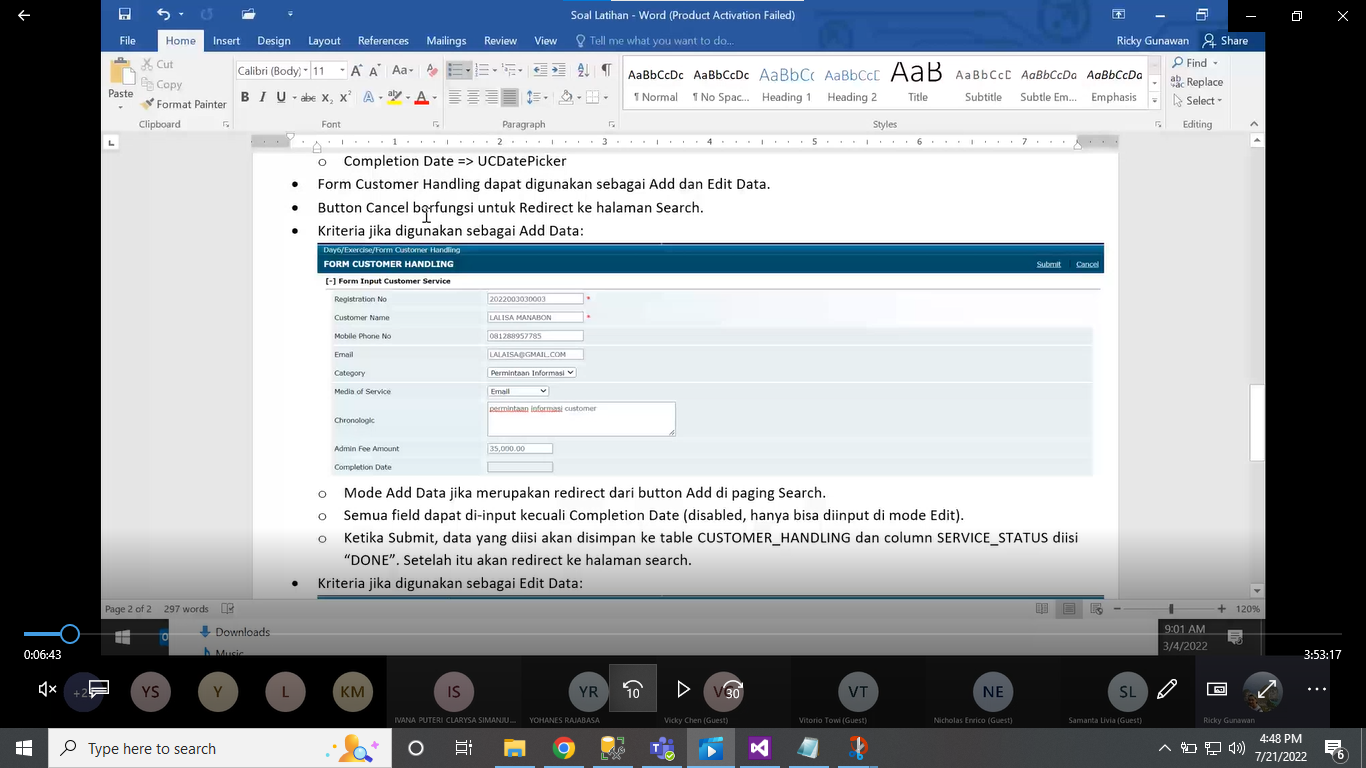 Soal Latihan - Word (Product Activation Failed)
File Home Insert Design Layout References Mailings Review View Tell me what you want to do... Ricky Gunawan Share
Paste Cut Copy Format Painter
Calibri (Body) 11
AaBbCcDc AaBbCcDc AaBbCc AaBbCcD AaB AaBbCcD AaBbCcDc AaBbCcDc
¶ Normal ¶ No Spac... Heading 1 Heading 2 Title Subtitle Subtle Em... Emphasis
Find Replace Select
Clipboard Font Paragraph Styles Editing
1 2 3 4 5 6 7
o Completion Date => UCDatePicker
• Form Customer Handling dapat digunakan sebagai Add dan Edit Data.
• Button Cancel berfungsi untuk Redirect ke halaman Search.
• Kriteria jika digunakan sebagai Add Data:
Day6/Exercise/Form Customer Handling
FORM CUSTOMER HANDLING Submit Cancel
[-] Form Input Customer Service
Registration No 2022003030003 *
Customer Name LALISA MANABON *
Mobile Phone No 081288957785
Email LALAISA@GMAIL.COM
Category Permintaan Informasi
Media of Service Email
Chronologic permintaan informasi customer
Admin Fee Amount 35,000.00
Completion Date
o Mode Add Data jika merupakan redirect dari button Add di paging Search.
o Semua field dapat di-input kecuali Completion Date (disabled, hanya bisa diinput di mode Edit).
o Ketika Submit, data yang diisi akan disimpan ke table CUSTOMER_HANDLING dan column SERVICE_STATUS diisi
“DONE”. Setelah itu akan redirect ke halaman search.
• Kriteria jika digunakan sebagai Edit Data:
Page 2 of 2 297 words 120%
Downloads
Music
9:01 AM
3/4/2022
0:06:43 3:53:17
YS Y L KM IS YR 10 30 VT NE SL
IVANA PUTERI CLARYSA SIMANJU... YOHANES RAJABASA Vicky Chen (Guest) Vitorio Towi (Guest) Nicholas Enrico (Guest) Samanta Livia (Guest) Ricky Gunawan
Type here to search
4:48 PM
7/21/2022
6